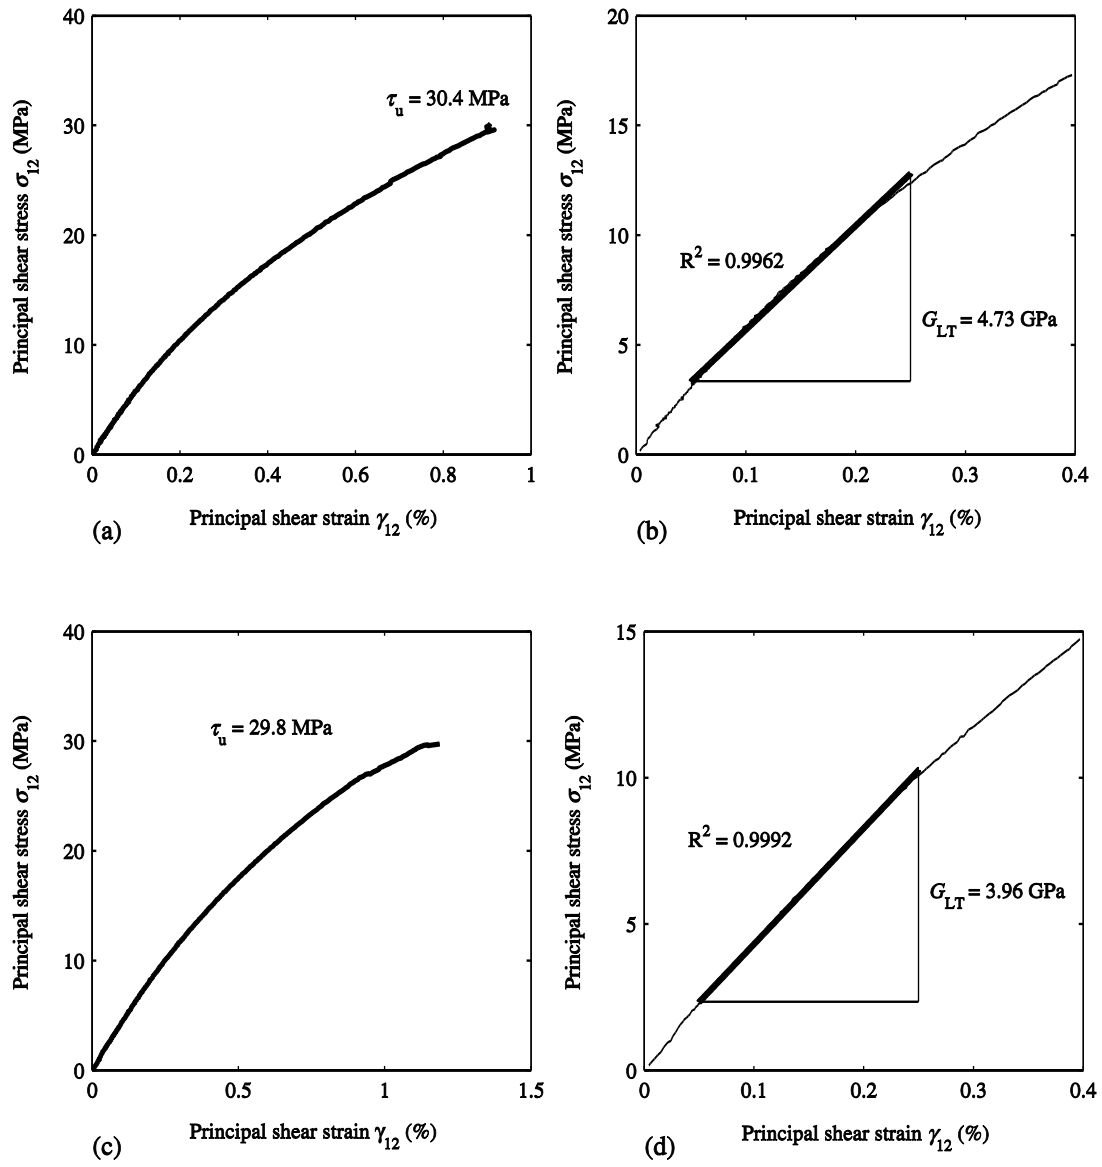 40
30
20
10
0
Principal shear stress σ12 (MPa)
τu = 30.4 MPa
0 0.2 0.4 0.6 0.8 1
Principal shear strain γ12 (%)
(a)
20
15
10
5
0
Principal shear stress σ12 (MPa)
R² = 0.9962
GLT = 4.73 GPa
0 0.1 0.2 0.3 0.4
Principal shear strain γ12 (%)
(b)
40
30
20
10
0
Principal shear stress σ12 (MPa)
τu = 29.8 MPa
0 0.5 1 1.5
Principal shear strain γ12 (%)
(c)
15
10
5
0
Principal shear stress σ12 (MPa)
R² = 0.9992
GLT = 3.96 GPa
0 0.1 0.2 0.3 0.4
Principal shear strain γ12 (%)
(d)